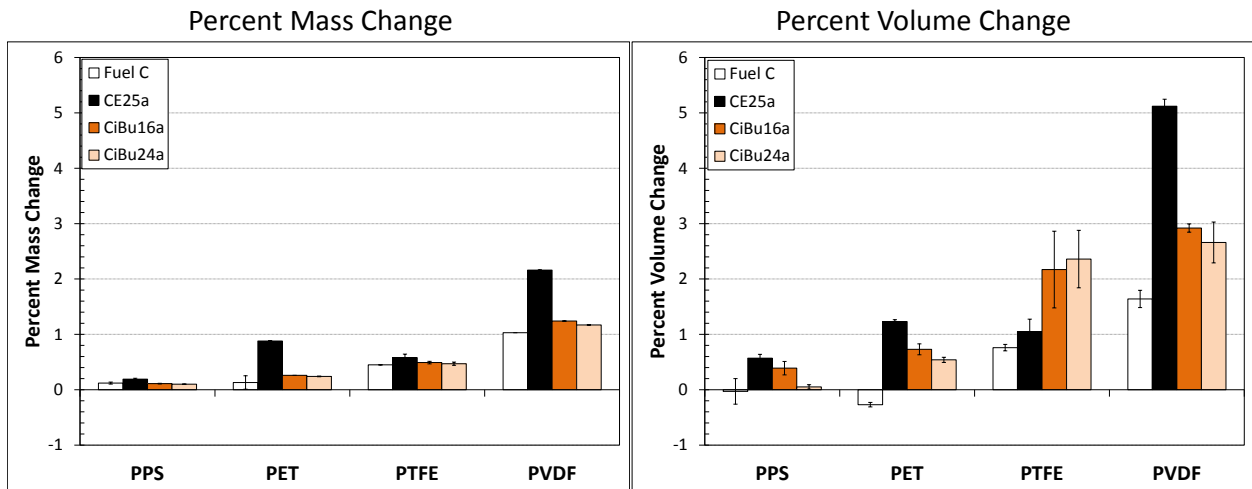 Percent Mass Change
Percent Volume Change
Percent Mass Change
6
5
4
3
2
1
0
-1
Fuel C
CE25a
CiBu16a
CiBu24a
PPS PET PTFE PVDF
Percent Volume Change
6
5
4
3
2
1
0
-1
Fuel C
CE25a
CiBu16a
CiBu24a
PPS PET PTFE PVDF